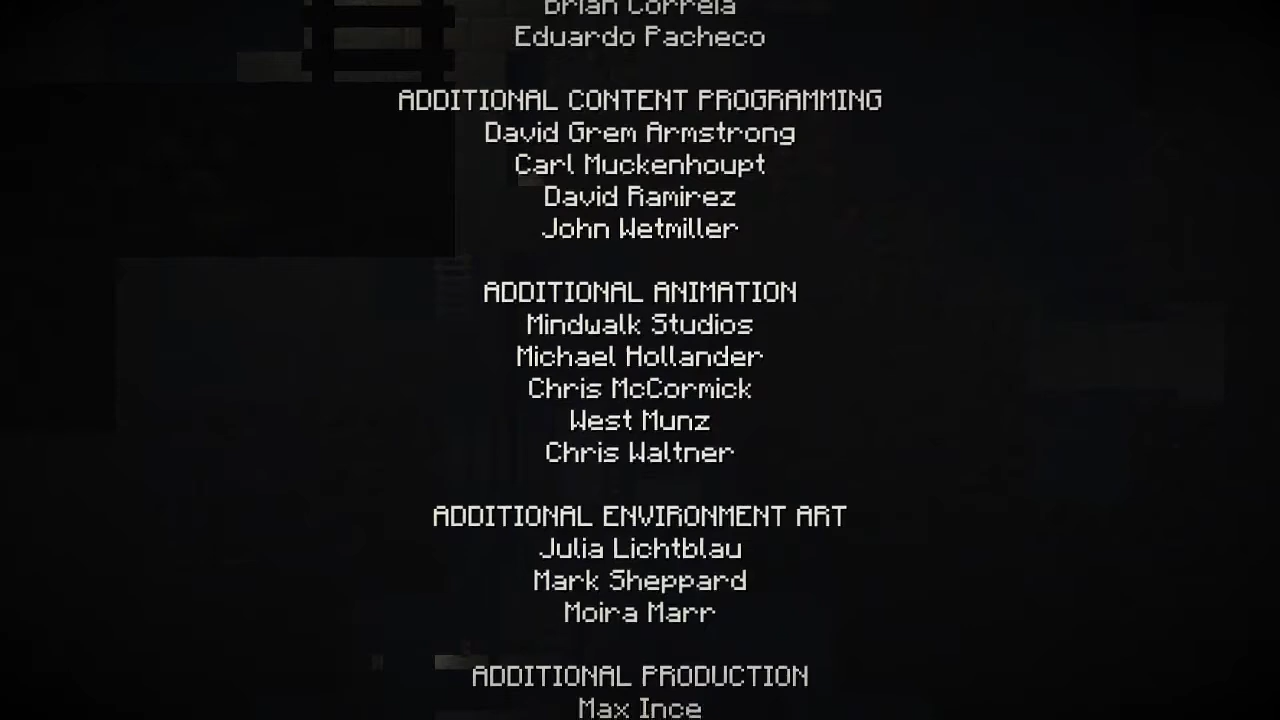 Brian Correia
Eduardo Pacheco
ADDITIONAL CONTENT PROGRAMMING
David Grem Armstrong
Carl Muckenhoupt
David Ramirez
John Wetmiller
ADDITIONAL ANIMATION
Mindwalk Studios
Michael Hollander
Chris McCormick
West Munz
Chris Waltner
ADDITIONAL ENVIRONMENT ART
Julia Lichtblau
Mark Sheppard
Moira Marr
ADDITIONAL PRODUCTION
Max Ince